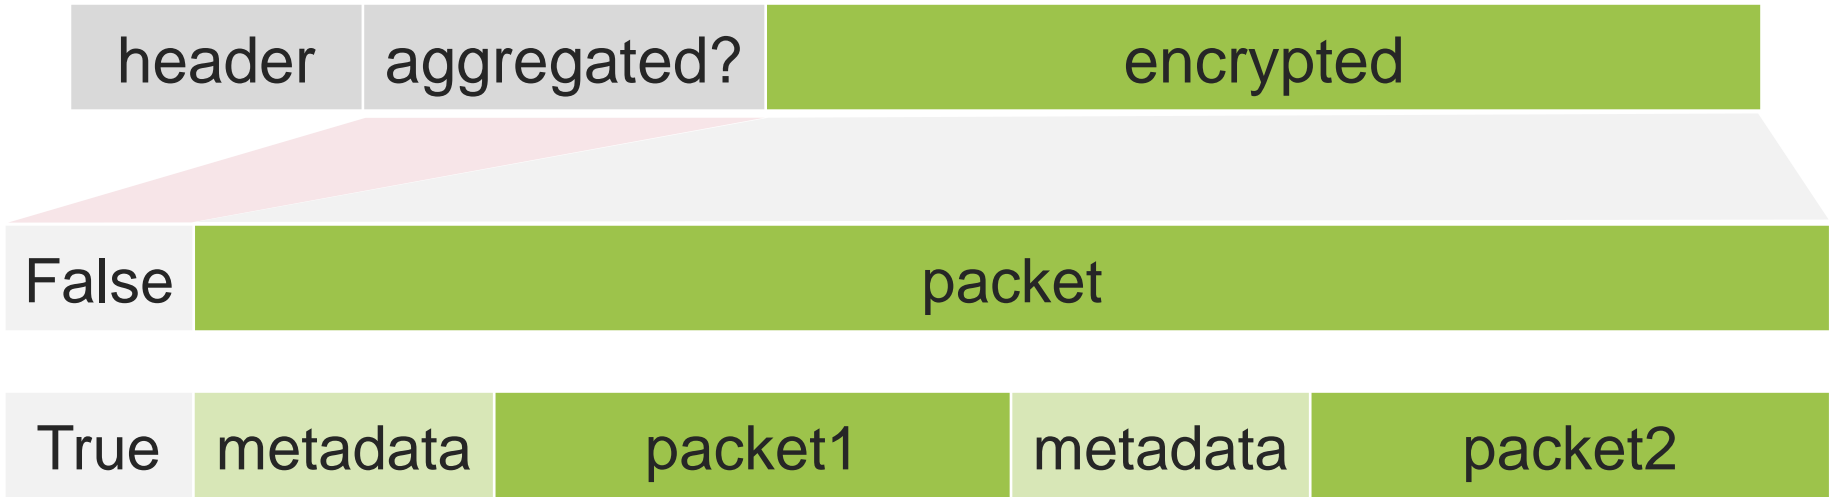 header aggregated? encrypted
False packet
True metadata packet1 metadata packet2